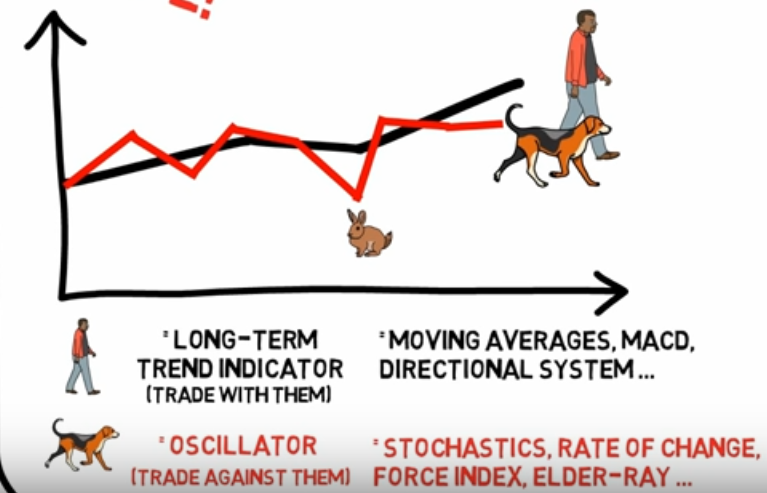 "LONG-TERM
TREND INDICATOR
(TRADE WITH THEM)
"MOVING AVERAGES, MACD,
DIRECTIONAL SYSTEM...
"OSCILLATOR
(TRADE AGAINST THEM)
"STOCHASTICS, RATE OF CHANGE,
FORCE INDEX, ELDER-RAY...